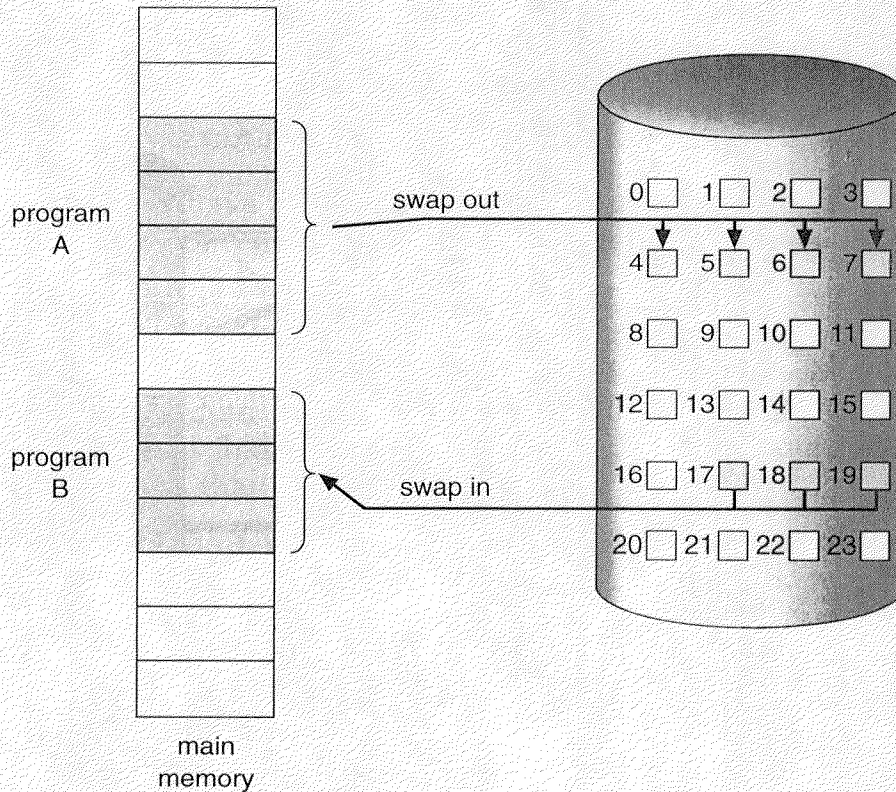 program
A
swap out
0 1 2 3
4 5 6 7
8 9 10 11
12 13 14 15
program
B
swap in
16 17 18 19
20 21 22 23
main
memory